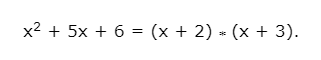 x² + 5x + 6 = (x + 2) * (x + 3).